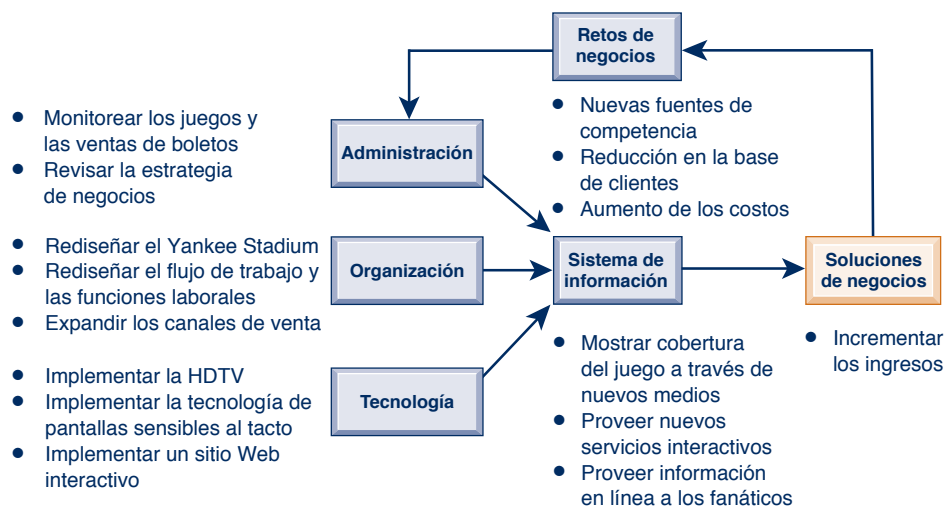 Retos de
negocios
Nuevas fuentes de
competencia
Reducción en la base
de clientes
Aumento de los costos
Monitorear los juegos y
las ventas de boletos
Revisar la estrategia
de negocios
Administración
Rediseñar el Yankee Stadium
Rediseñar el flujo de trabajo y
las funciones laborales
Expandir los canales de venta
Organización
Sistema de
información
Soluciones
de negocios
Implementar la HDTV
Implementar la tecnología de
pantallas sensibles al tacto
Implementar un sitio Web
interactivo
Tecnología
Mostrar cobertura
del juego a través de
nuevos medios
Proveer nuevos
servicios interactivos
Proveer información
en línea a los fanáticos
Incrementar
los ingresos